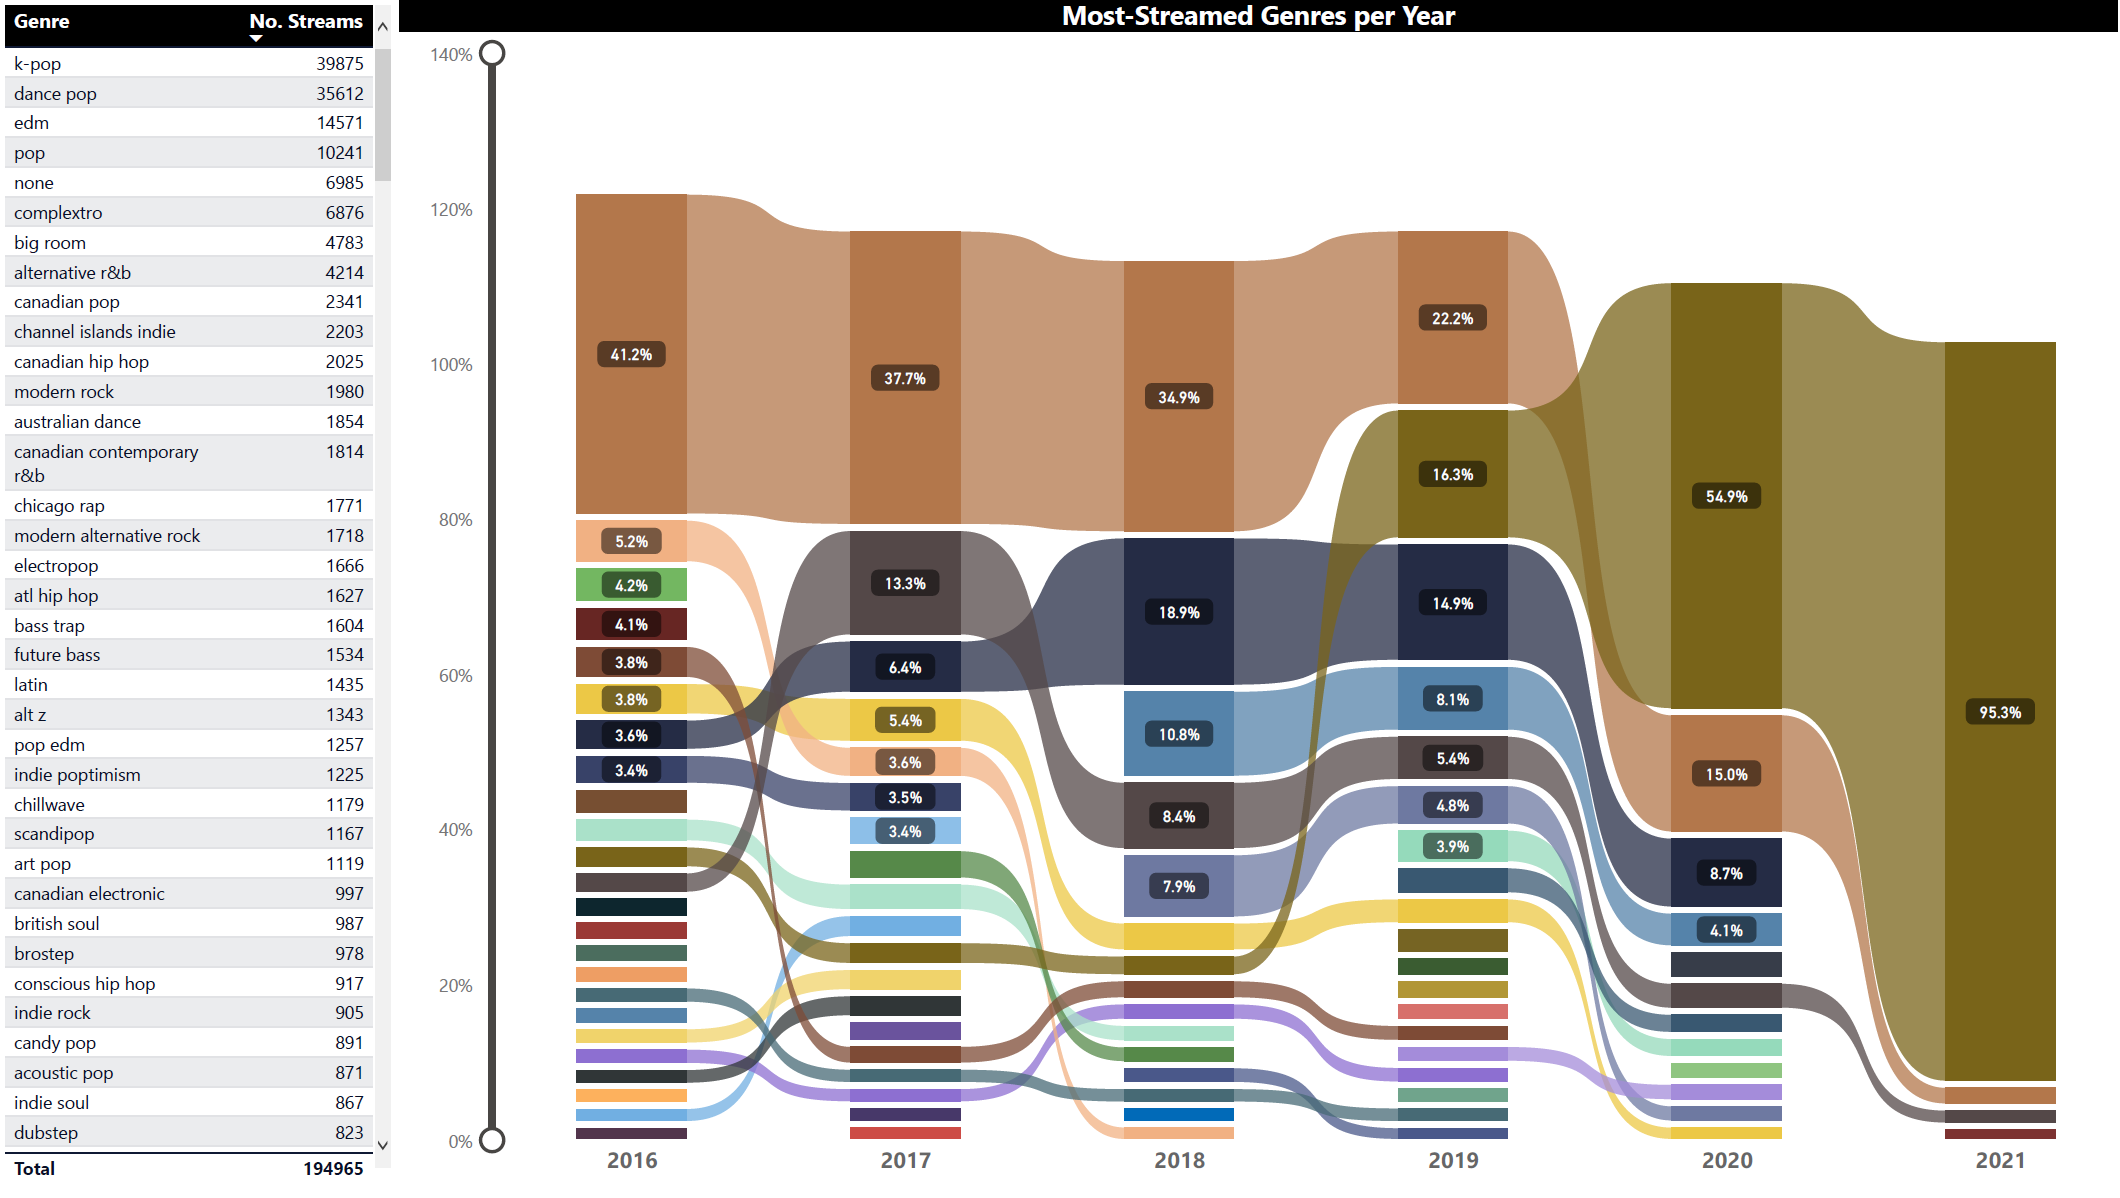 Genre No. Streams
k-pop 39875
dance pop 35612
edm 14571
pop 10241
none 6985
complextro 6876
big room 4783
alternative r&b 4214
canadian pop 2341
channel islands indie 2203
canadian hip hop 2025
modern rock 1980
australian dance 1854
canadian contemporary 1814
r&b
chicago rap 1771
modern alternative rock 1718
electropop 1666
atl hip hop 1627
bass trap 1604
future bass 1534
latin 1435
alt z 1343
pop edm 1257
indie poptimism 1225
chillwave 1179
scandipop 1167
art pop 1119
canadian electronic 997
british soul 987
brostep 978
conscious hip hop 917
indie rock 905
candy pop 891
acoustic pop 871
indie soul 867
dubstep 823
Total 194965
Most-Streamed Genres per Year
140%
120%
100%
80%
60%
40%
20%
0%
41.2%
5.2%
4.2%
4.1%
3.8%
3.8%
3.6%
3.4%
37.7%
13.3%
6.4%
5.4%
3.6%
3.5%
3.4%
34.9%
18.9%
10.8%
8.4%
7.9%
22.2%
16.3%
14.9%
8.1%
5.4%
4.8%
3.9%
54.9%
15.0%
8.7%
4.1%
95.3%
2016 2017 2018 2019 2020 2021